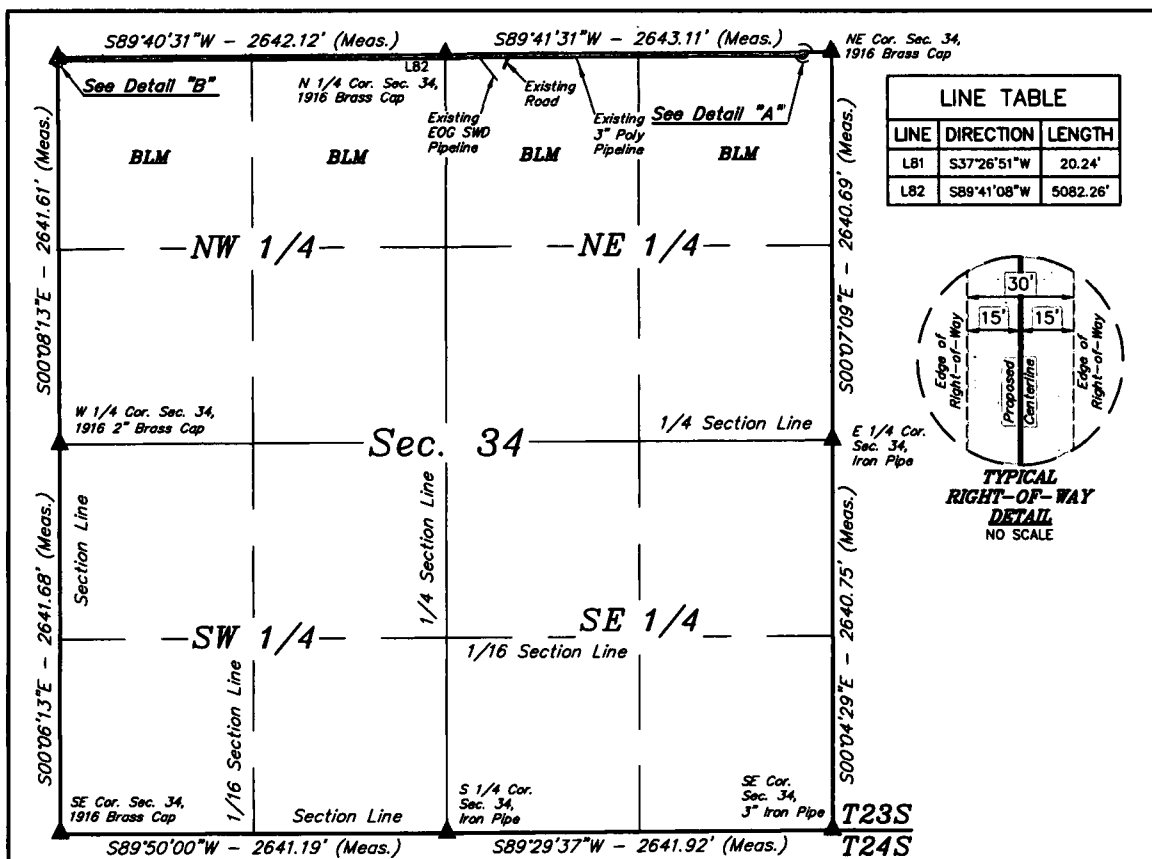 S89°40'31"W - 2642.12' (Meas.)
S89°41'31"W - 2643.11' (Meas.)
NE Cor. Sec. 34,
1916 Brass Cap
See Detail "B"
N 1/4 Cor. Sec. 34,
1916 Brass Cap
L82
Existing
EOG SWD
Pipeline
Existing
Road
Existing
3" Poly
Pipeline
See Detail "A"
BLM
BLM
BLM
BLM
LINE TABLE
LINE DIRECTION LENGTH
L81 S37°26'51"W 20.24'
L82 S89°41'08"W 5082.26'
S00°08'13"E - 2641.61' (Meas.)
NW 1/4
NE 1/4
S00°07'09"E - 2640.69' (Meas.)
30'
15' 15'
Edge of
Right-of-Way
Proposed
Centerline
Edge of
Right-of-Way
TYPICAL
RIGHT-OF-WAY
DETAIL
NO SCALE
W 1/4 Cor. Sec. 34,
1916 2" Brass Cap
Sec. 34
1/4 Section Line
E 1/4 Cor.
Sec. 34,
Iron Pipe
S00°06'13"E - 2641.68' (Meas.)
Section Line
1/4 Section Line
SW 1/4
SE 1/4
1/16 Section Line
1/16 Section Line
S00°04'29"E - 2640.75' (Meas.)
SE Cor. Sec. 34,
1916 Brass Cap
Section Line
S 1/4 Cor.
Sec. 34,
Iron Pipe
SE Cor.
Sec. 34,
3" Iron Pipe
T23S
T24S
S89°50'00"W - 2641.19' (Meas.)
S89°29'37"W - 2641.92' (Meas.)